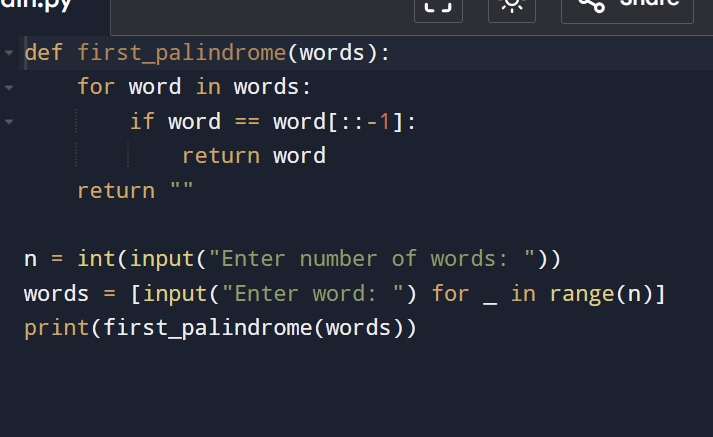 main.py
Share
def first_palindrome(words):
    for word in words:
        if word == word[::-1]:
            return word
    return ""

n = int(input("Enter number of words: "))
words = [input("Enter word: ") for _ in range(n)]
print(first_palindrome(words))